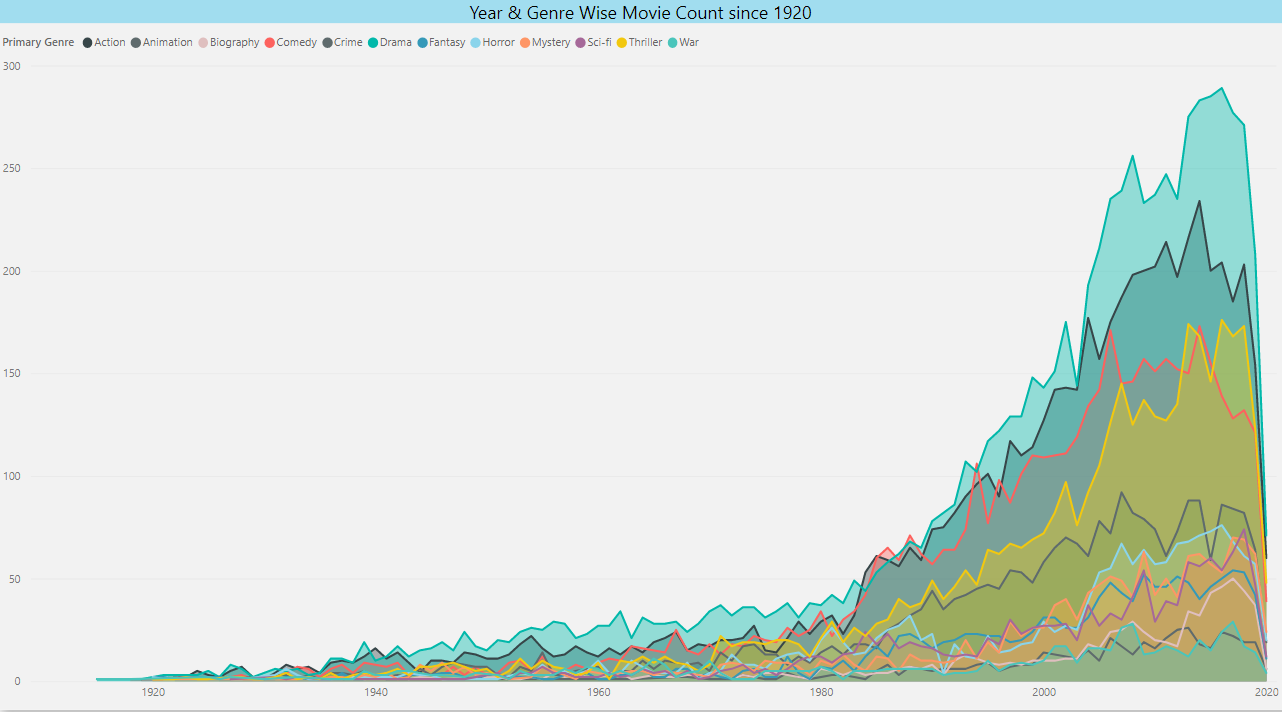 Year & Genre Wise Movie Count since 1920
Primary Genre Action Animation Biography Comedy Crime Drama Fantasy Horror Mystery Sci-fi Thriller War
300
250
200
150
100
50
0
1920 1940 1960 1980 2000 2020